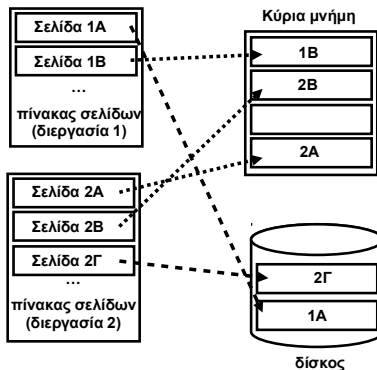 Σελίδα 1Α
Σελίδα 1Β
...
πίνακας σελίδων
(διεργασία 1)
Κύρια μνήμη
1Β
2Β
2Α
Σελίδα 2Α
Σελίδα 2Β
Σελίδα 2Γ
...
πίνακας σελίδων
(διεργασία 2)
2Γ
1Α
δίσκος